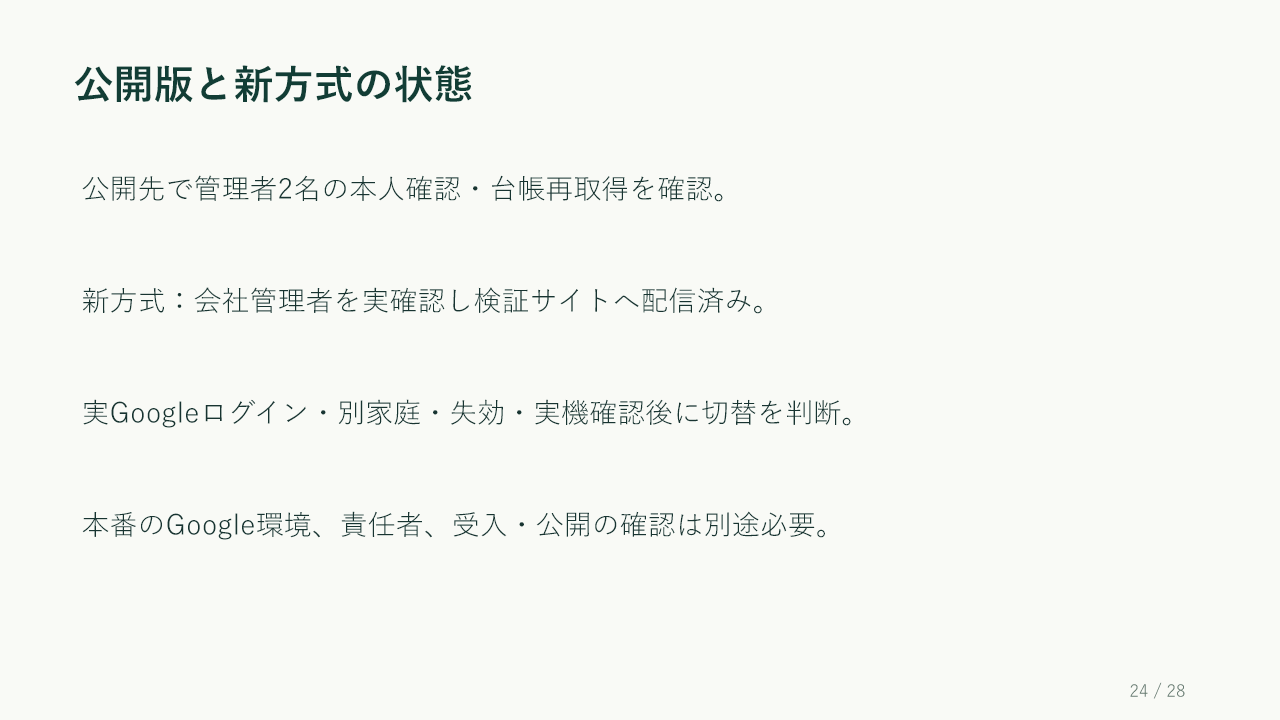 公開版と新方式の状態
公開先で管理者2名の本人確認・台帳再取得を確認。
新方式：会社管理者を実確認し検証サイトへ配信済み。
実Googleログイン・別家庭・失効・実機確認後に切替を判断。
本番のGoogle環境、責任者、受入・公開の確認は別途必要。
24 / 28